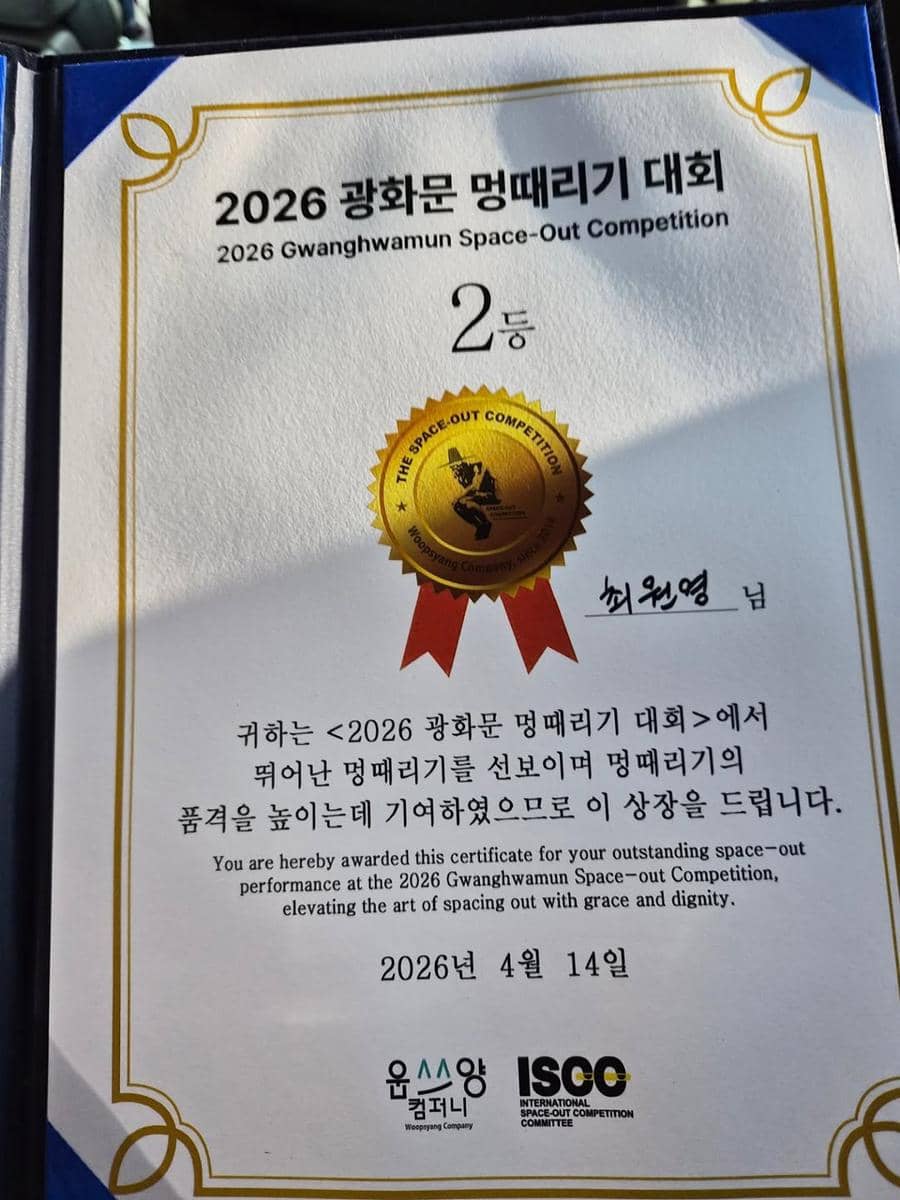 2026 광화문 멍때리기 대회
2026 Gwanghwamun Space-Out Competition
2등
THE SPACE-OUT COMPETITION
Woopsyang Company, since 2014
최원영 님
귀하는 <2026 광화문 멍때리기 대회>에서
뛰어난 멍때리기를 선보이며 멍때리기의
품격을 높이는데 기여하였으므로 이 상장을 드립니다.
You are hereby awarded this certificate for your outstanding space-out
performance at the 2026 Gwanghwamun Space-out Competition,
elevating the art of spacing out with grace and dignity.
2026년 4월 14일
웁쓰양
컴퍼니
Woopsyang Company
ISCC
INTERNATIONAL
SPACE-OUT COMPETITION
COMMITTEE